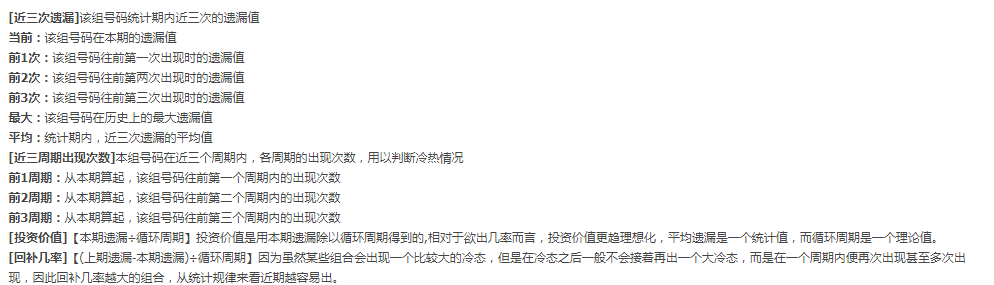 [近三次遗漏]该组号码统计期内近三次的遗漏值
当前：该组号码在本期的遗漏值
前1次：该组号码往前第一次出现时的遗漏值
前2次：该组号码往前第两次出现时的遗漏值
前3次：该组号码往前第三次出现时的遗漏值
最大：该组号码在历史上的最大遗漏值
平均：统计期内，近三次遗漏的平均值
[近三周期出现次数]本组号码在近三个周期内，各周期的出现次数，用以判断冷热情况
前1周期：从本期算起，该组号码往前第一个周期内的出现次数
前2周期：从本期算起，该组号码往前第二个周期内的出现次数
前3周期：从本期算起，该组号码往前第三个周期内的出现次数
[投资价值]【本期遗漏÷循环周期】投资价值是用本期遗漏除以循环周期得到的,相对于欲出几率而言，投资价值更趋理想化，平均遗漏是一个统计值，而循环周期是一个理论值。
[回补几率]【(上期遗漏-本期遗漏)÷循环周期】因为虽然某些组合会出现一个比较大的冷态，但是在冷态之后一般不会接着再出一个大冷态，而是在一个周期内便再次出现甚至多次出
现，因此回补几率越大的组合，从统计规律来看近期越容易出。